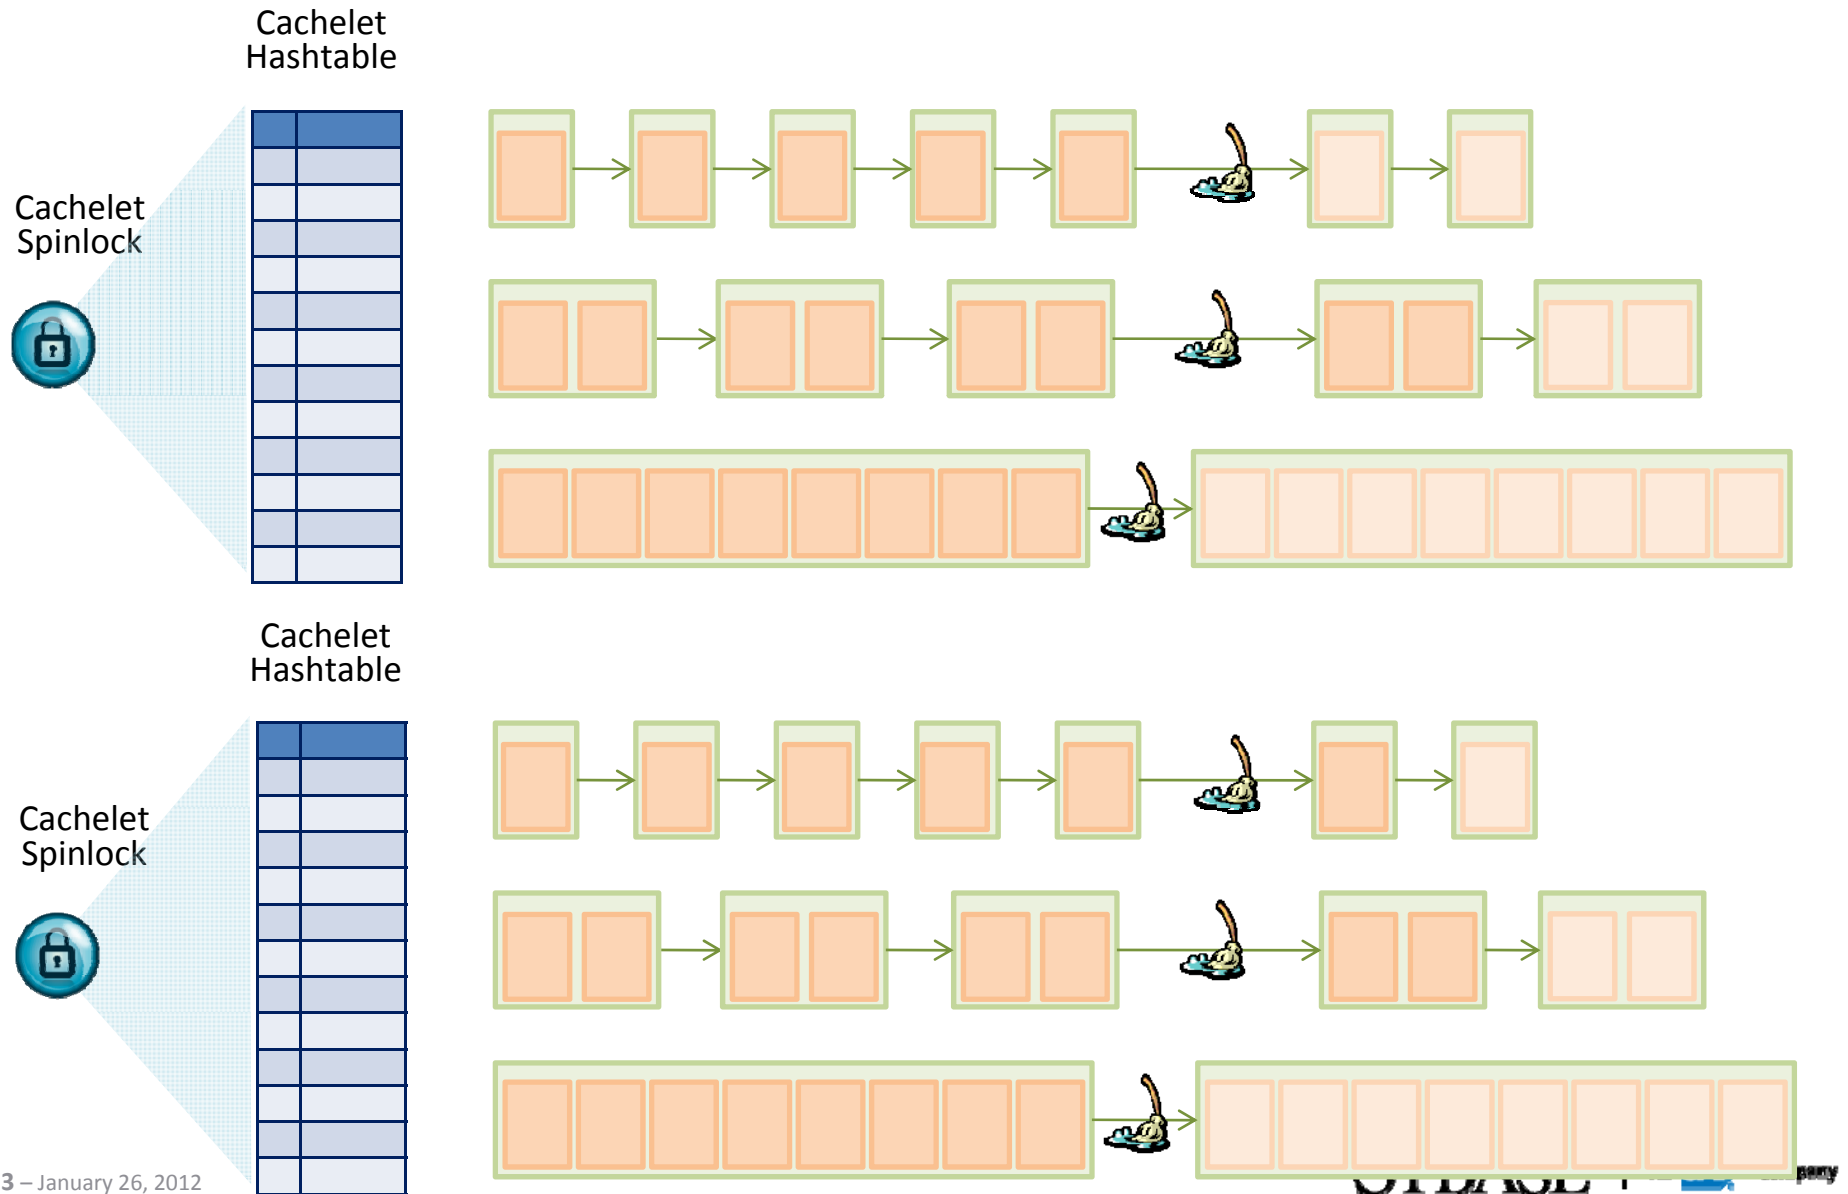 Cachelet
Hashtable
Cachelet
Spinlock
Cachelet
Hashtable
Cachelet
Spinlock
3 – January 26, 2012